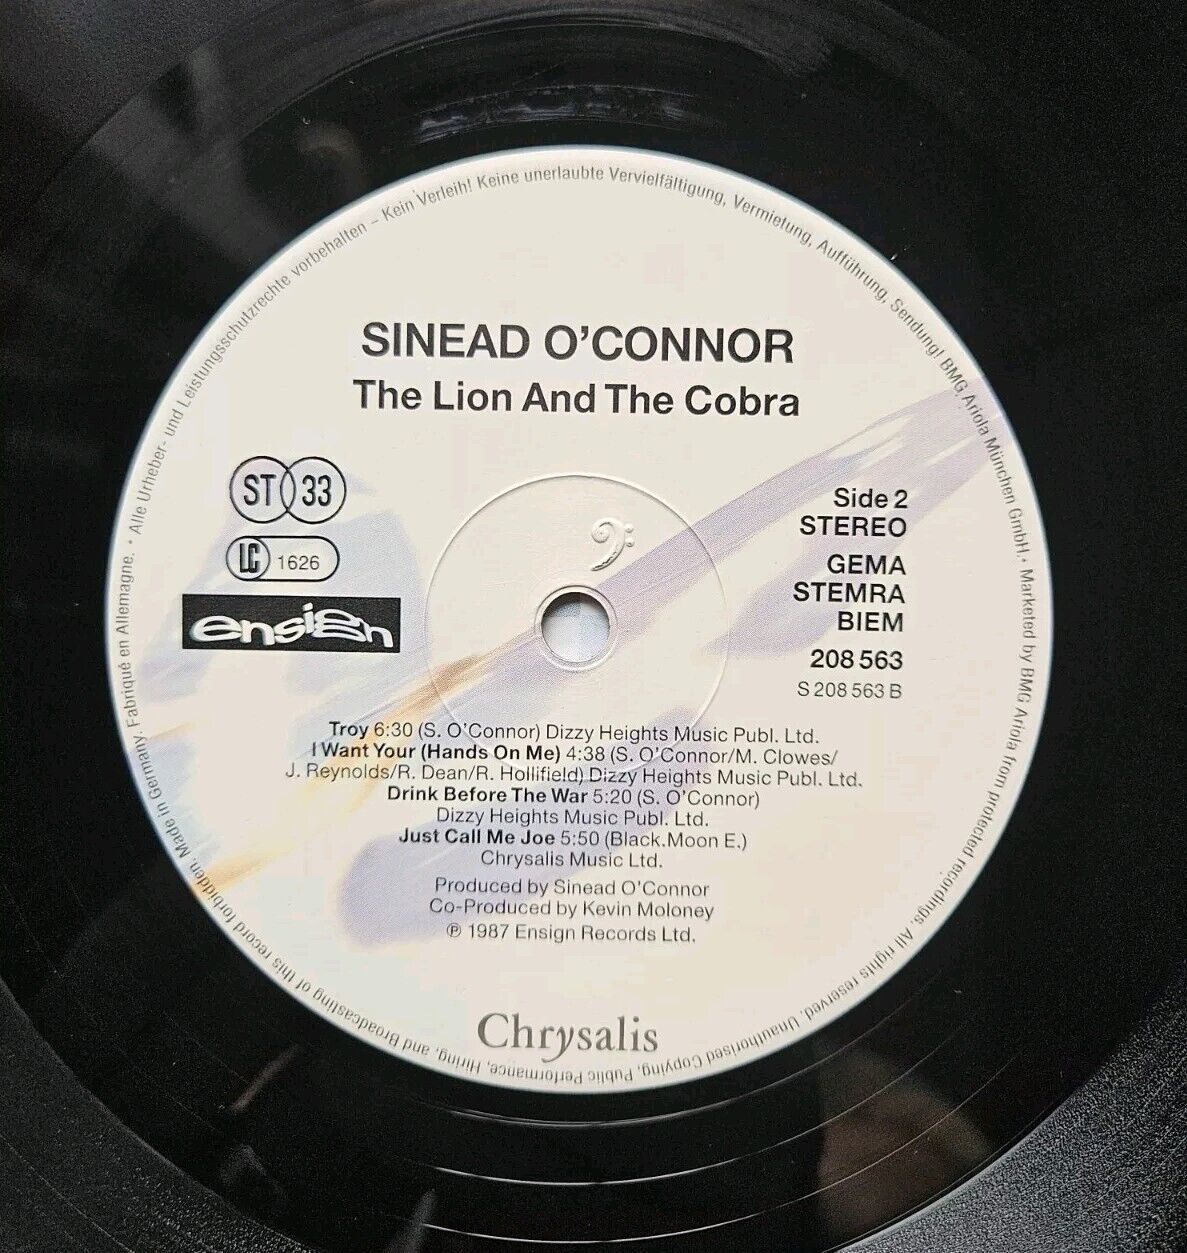 Alle Urheber- und Leistungsschutzrechte vorbehalten – Kein Verleih! Keine unerlaubte Vervielfältigung, Vermietung, Aufführung, Sendung! BMG Ariola München GmbH. • Marketed by BMG Ariola from protected recordings. All rights reserved. Unauthorised Copying, Public Performance, Hiring, and Broadcasting of this record forbidden. Made in Germany. Fabriqué en Allemagne. •
SINEAD O'CONNOR
The Lion And The Cobra
ST 33
LC 1626
ensign
Side 2
STEREO
GEMA
STEMRA
BIEM
208 563
S 208 563 B
Troy 6:30 (S. O'Connor) Dizzy Heights Music Publ. Ltd.
I Want Your (Hands On Me) 4:38 (S. O'Connor/M. Clowes/
J. Reynolds/R. Dean/R. Hollifield) Dizzy Heights Music Publ. Ltd.
Drink Before The War 5:20 (S. O'Connor)
Dizzy Heights Music Publ. Ltd.
Just Call Me Joe 5:50 (Black.Moon E.)
Chrysalis Music Ltd.
Produced by Sinead O'Connor
Co-Produced by Kevin Moloney
℗ 1987 Ensign Records Ltd.
Chrysalis